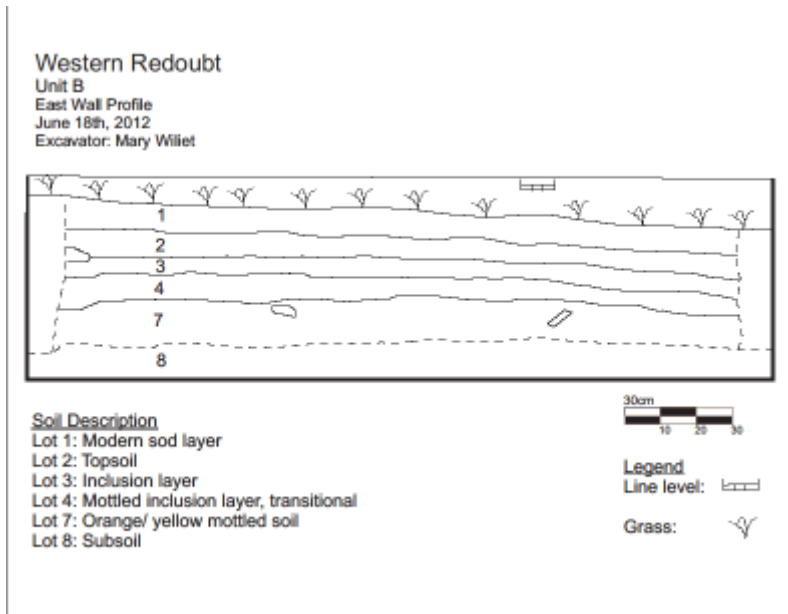 Western Redoubt
Unit B
East Wall Profile
June 18th, 2012
Excavator: Mary Wiliet
1
2
3
4
7
8
Soil Description
Lot 1: Modern sod layer
Lot 2: Topsoil
Lot 3: Inclusion layer
Lot 4: Mottled inclusion layer, transitional
Lot 7: Orange/ yellow mottled soil
Lot 8: Subsoil
30cm
10 20 30
Legend
Line level:
Grass: